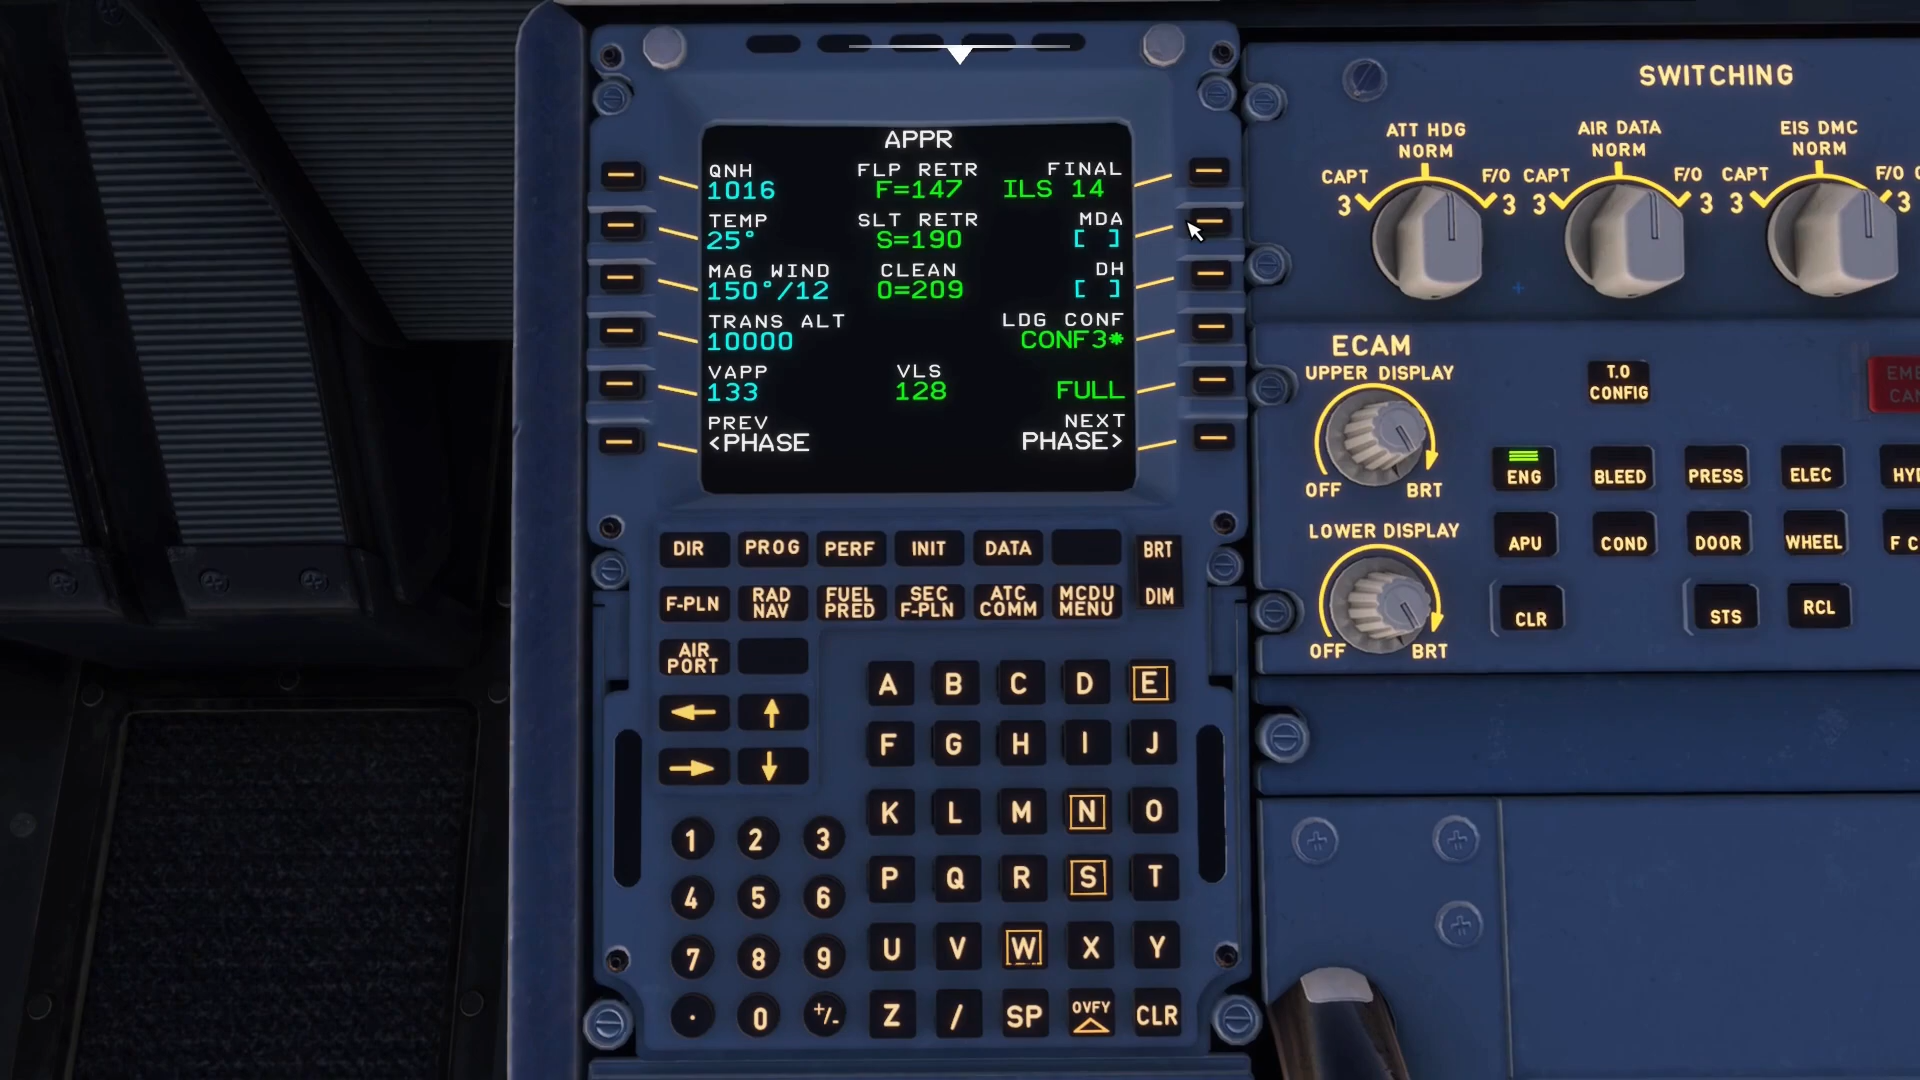 APPR
QNH FLP RETR FINAL
1016 F=147 ILS 14
TEMP SLT RETR MDA
25° S=190 [ ]
MAG WIND CLEAN DH
150°/12 O=209 [ ]
TRANS ALT LDG CONF
10000 CONF3*
VAPP VLS
133 128 FULL
PREV NEXT
<PHASE PHASE>
DIR PROG PERF INIT DATA BRT
DIM
F-PLN RAD NAV FUEL PRED SEC F-PLN ATC COMM MCDU MENU
AIR PORT
← ↑
→ ↓
A B C D E
F G H I J
K L M N O
P Q R S T
U V W X Y
Z / SP OVFY CLR
1 2 3
4 5 6
7 8 9
. 0 +/-
SWITCHING
ATT HDG AIR DATA EIS DMC
NORM NORM NORM
CAPT F/O CAPT F/O CAPT F/O
3 3 3 3 3 3
ECAM
UPPER DISPLAY
OFF BRT
LOWER DISPLAY
OFF BRT
T.O
CONFIG
ENG BLEED PRESS ELEC
APU COND DOOR WHEEL
CLR STS RCL